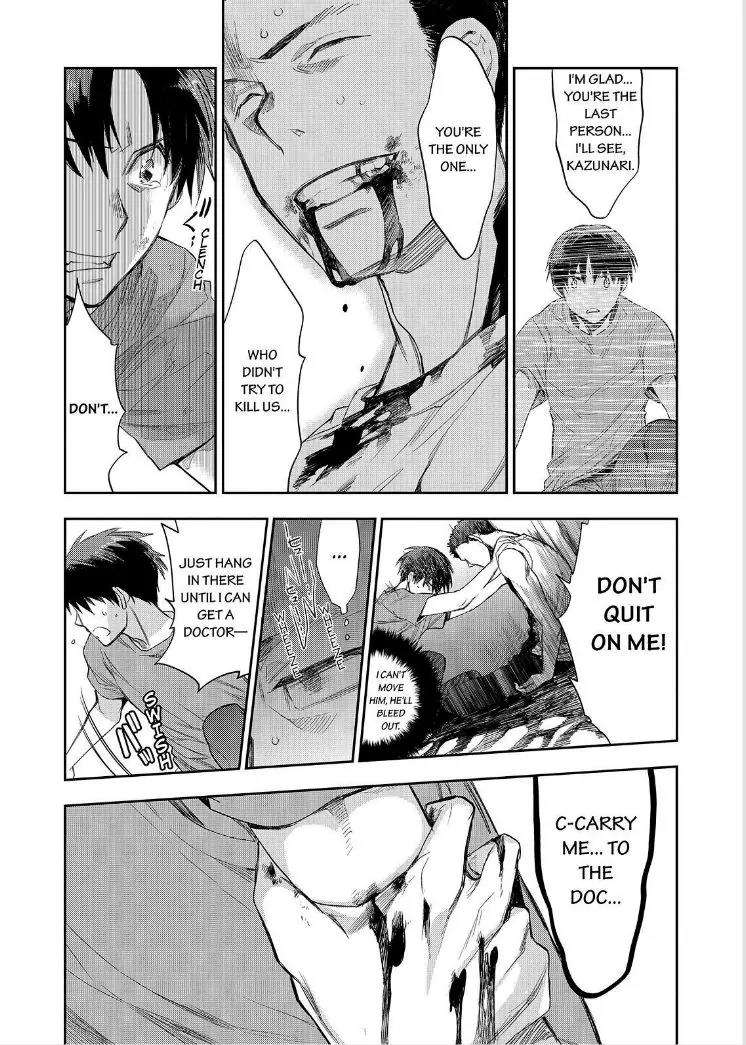 I'M GLAD...
YOU'RE THE
LAST
PERSON...
I'LL SEE,
KAZUNARI.
YOU'RE
THE ONLY
ONE...
WHO
DIDN'T
TRY TO
KILL US...
CLENCH
DON'T...
DON'T
QUIT
ON ME!
I CAN'T
MOVE
HIM, HE'LL
BLEED
OUT.
...
WHEEINE
WHEEINE
JUST HANG
IN THERE
UNTIL I CAN
GET A
DOCTOR—
SWISH
C-CARRY
ME... TO
THE
DOC...